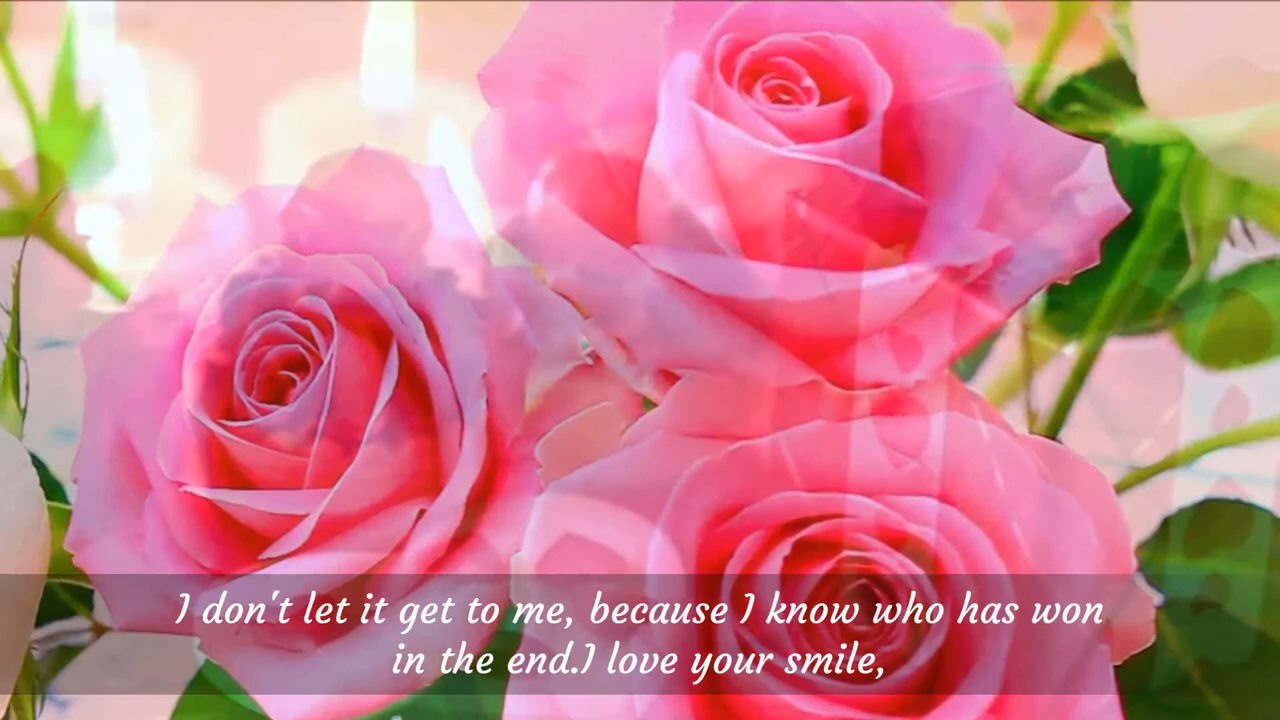 I don't let it get to me, because I know who has won
in the end.I love your smile,